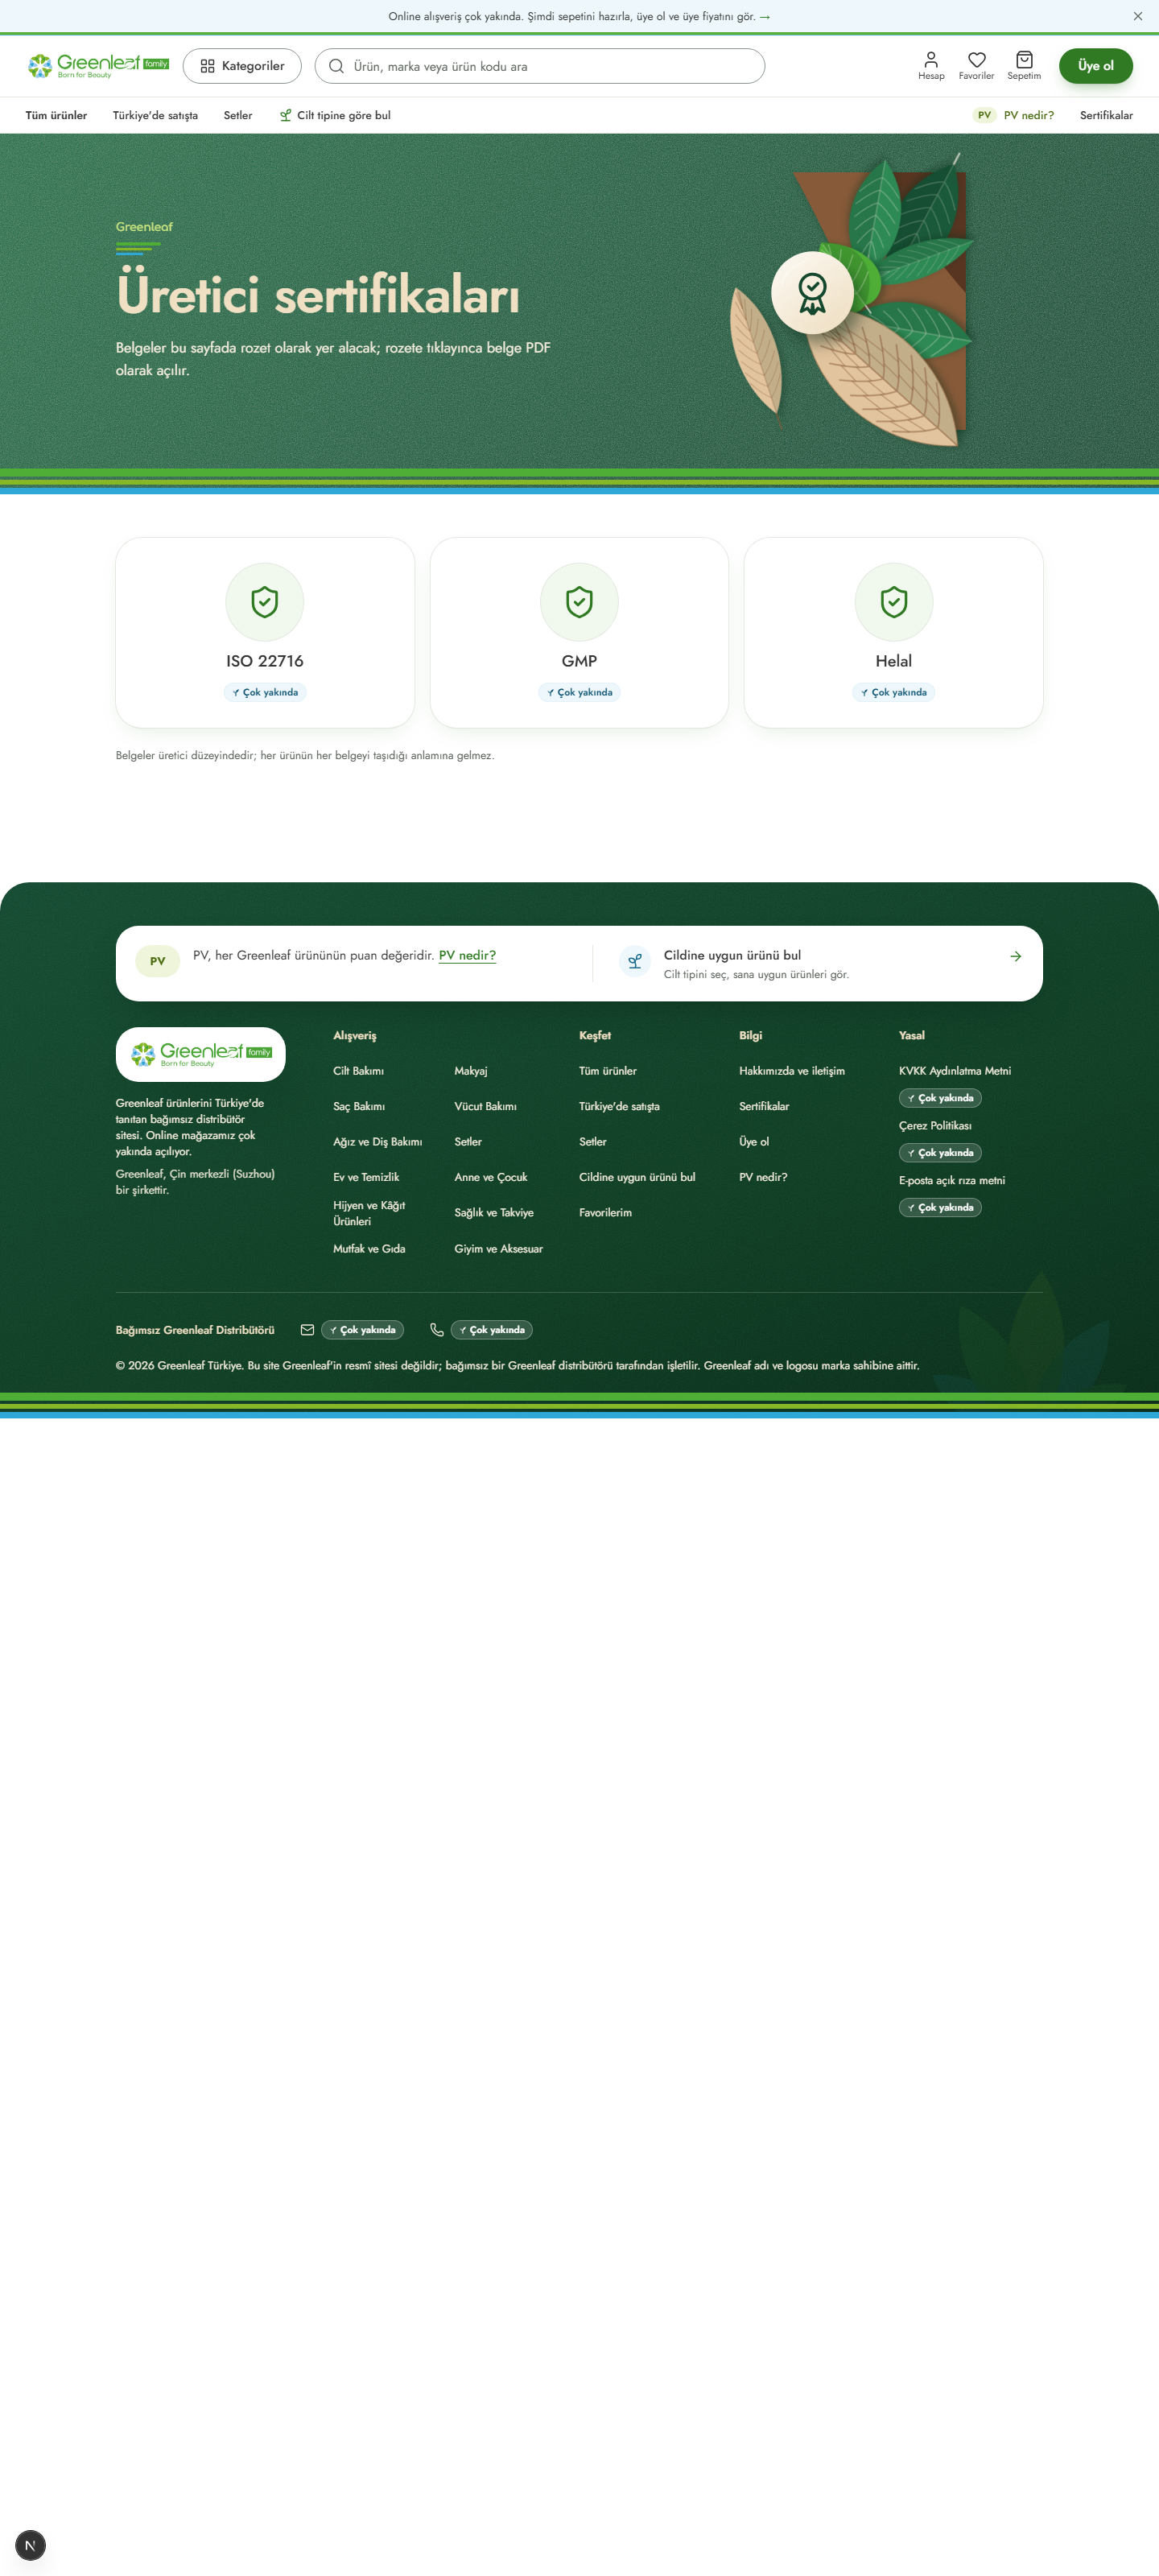 Online alışveriş çok yakında. Şimdi sepetini hazırla, üye ol ve üye fiyatını gör. →
Greenleaf family
Born for Beauty
Kategoriler
Ürün, marka veya ürün kodu ara
Hesap
Favoriler
Sepetim
Üye ol
Tüm ürünler
Türkiye'de satışta
Setler
Cilt tipine göre bul
PV
PV nedir?
Sertifikalar
Greenleaf
Üretici sertifikaları
Belgeler bu sayfada rozet olarak yer alacak; rozete tıklayınca belge PDF
olarak açılır.
ISO 22716
Çok yakında
GMP
Çok yakında
Helal
Çok yakında
Belgeler üretici düzeyindedir; her ürünün her belgeyi taşıdığı anlamına gelmez.
PV
PV, her Greenleaf ürününün puan değeridir. PV nedir?
Cildine uygun ürünü bul
Cilt tipini seç, sana uygun ürünleri gör.
Greenleaf family
Born for Beauty
Greenleaf ürünlerini Türkiye'de
tanıtan bağımsız distribütör
sitesi. Online mağazamız çok
yakında açılıyor.
Greenleaf, Çin merkezli (Suzhou)
bir şirkettir.
Alışveriş
Cilt Bakımı
Makyaj
Saç Bakımı
Vücut Bakımı
Ağız ve Diş Bakımı
Setler
Ev ve Temizlik
Anne ve Çocuk
Hijyen ve Kâğıt
Ürünleri
Sağlık ve Takviye
Mutfak ve Gıda
Giyim ve Aksesuar
Keşfet
Tüm ürünler
Türkiye'de satışta
Setler
Cildine uygun ürünü bul
Favorilerim
Bilgi
Hakkımızda ve iletişim
Sertifikalar
Üye ol
PV nedir?
Yasal
KVKK Aydınlatma Metni
Çok yakında
Çerez Politikası
Çok yakında
E-posta açık rıza metni
Çok yakında
Bağımsız Greenleaf Distribütörü
Çok yakında
Çok yakında
© 2026 Greenleaf Türkiye. Bu site Greenleaf'in resmî sitesi değildir; bağımsız bir Greenleaf distribütörü tarafından işletilir. Greenleaf adı ve logosu marka sahibine aittir.
N